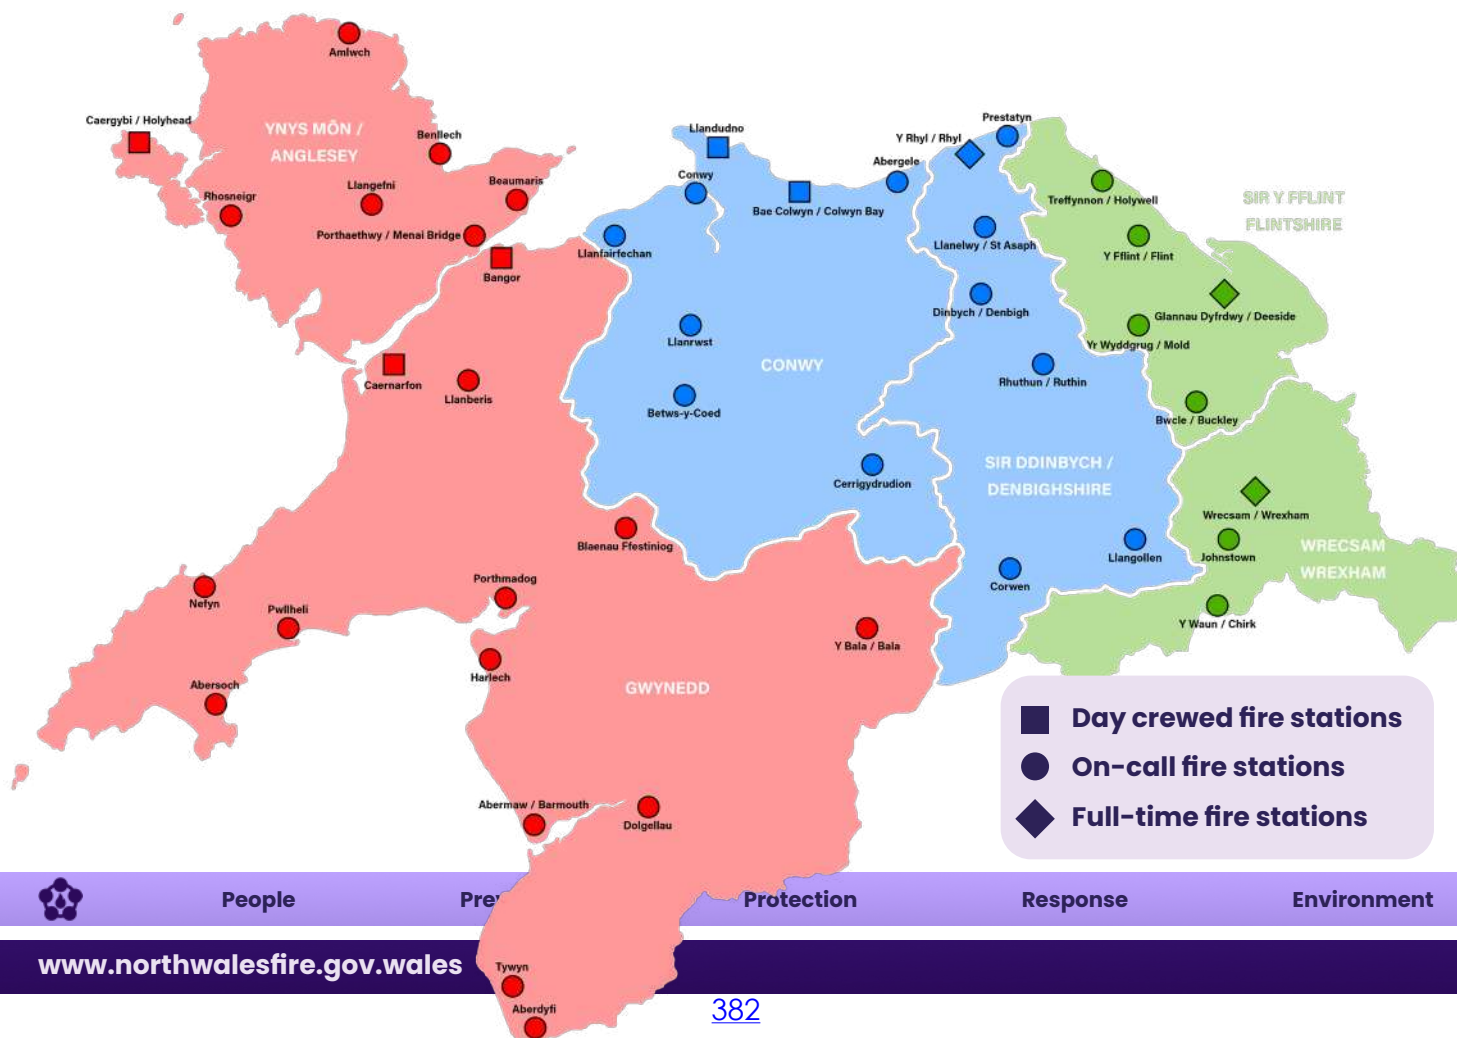 Amlwch
Caergybi / Holyhead
YNYS MÔN /
ANGLESEY
Benllech
Llangefni
Beaumaris
Rhosneigr
Porthaethwy / Menai Bridge
Bangor
Caernarfon
Llanberis
Llandudno
Conwy
Bae Colwyn / Colwyn Bay
Abergele
Llanfairfechan
Llanrwst
CONWY
Betws-y-Coed
Cerrigydrudion
Prestatyn
Y Rhyl / Rhyl
Llanelwy / St Asaph
Dinbych / Denbigh
Rhuthun / Ruthin
SIR DDINBYCH /
DENBIGHSHIRE
Llangollen
Corwen
Treffynnon / Holywell
SIR Y FFLINT
FLINTSHIRE
Y Fflint / Flint
Glannau Dyfrdwy / Deeside
Yr Wyddgrug / Mold
Bwcle / Buckley
Wrecsam / Wrexham
Johnstown
WRECSAM
WREXHAM
Y Waun / Chirk
Blaenau Ffestiniog
Porthmadog
Nefyn
Pwllheli
Y Bala / Bala
Harlech
Abersoch
GWYNEDD
Abermaw / Barmouth
Dolgellau
Day crewed fire stations
On-call fire stations
Full-time fire stations
People
Protection
Response
Environment
www.northwalesfire.gov.wales
Tywyn
Aberdyfi
382